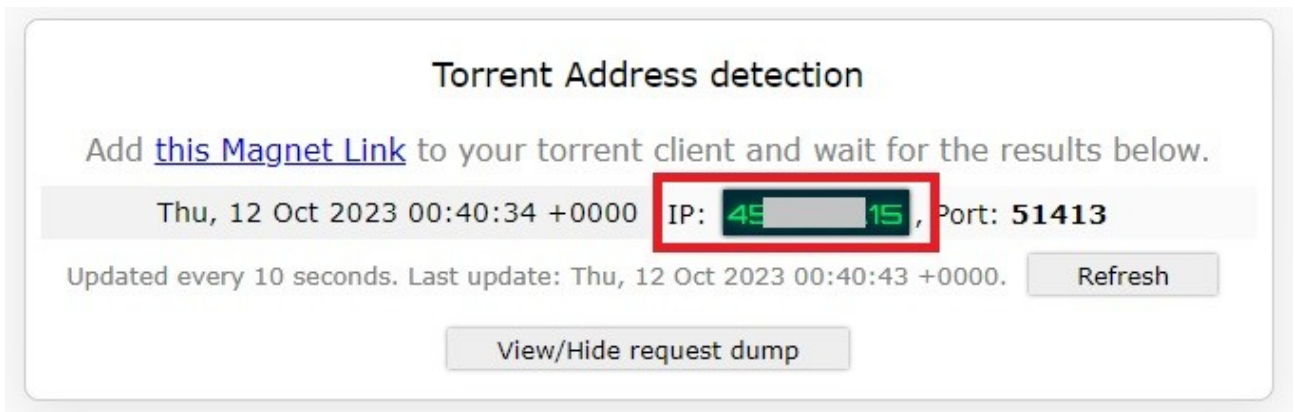 Torrent Address detection
Add this Magnet Link to your torrent client and wait for the results below.
Thu, 12 Oct 2023 00:40:34 +0000 IP: 45 .15, Port: 51413
Updated every 10 seconds. Last update: Thu, 12 Oct 2023 00:40:43 +0000. Refresh
View/Hide request dump